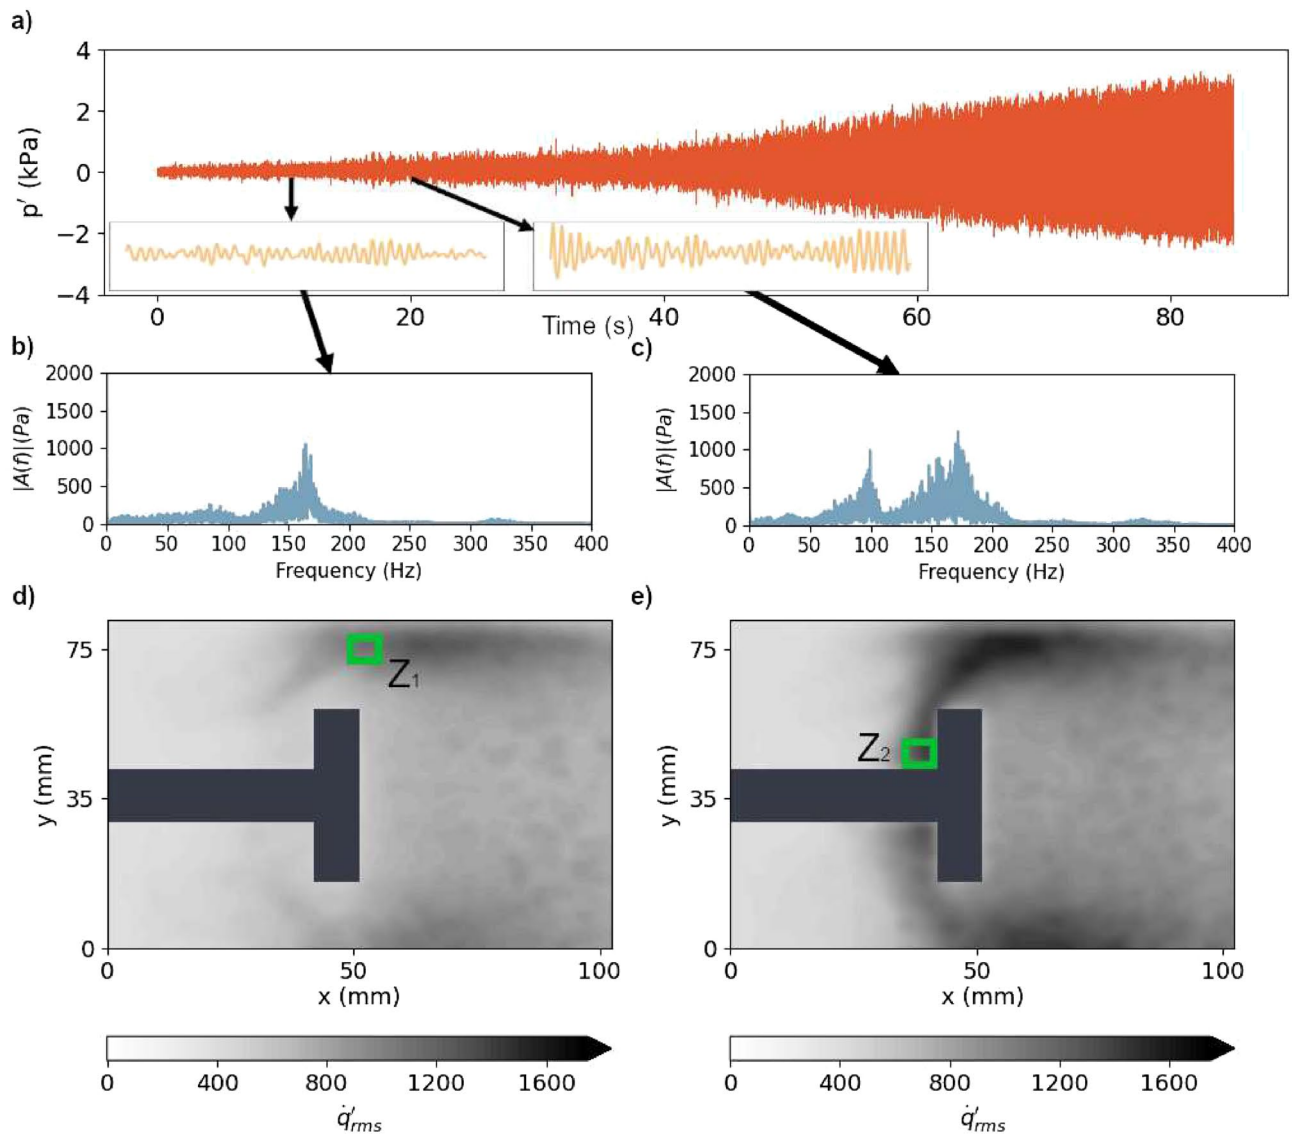 a)
4
2
0
−2
−4
p′ (kPa)
0 20 40 60 80
Time (s)
b)
2000
1500
1000
500
0
|A(f)|(Pa)
0 50 100 150 200 250 300 350 400
Frequency (Hz)
c)
2000
1500
1000
500
0
|A(f)|(Pa)
0 50 100 150 200 250 300 350 400
Frequency (Hz)
d)
75
35
0
y (mm)
Z₁
0 50 100
x (mm)
0 400 800 1200 1600
q̇′rms
e)
75
35
0
y (mm)
Z₂
0 50 100
x (mm)
0 400 800 1200 1600
q̇′rms